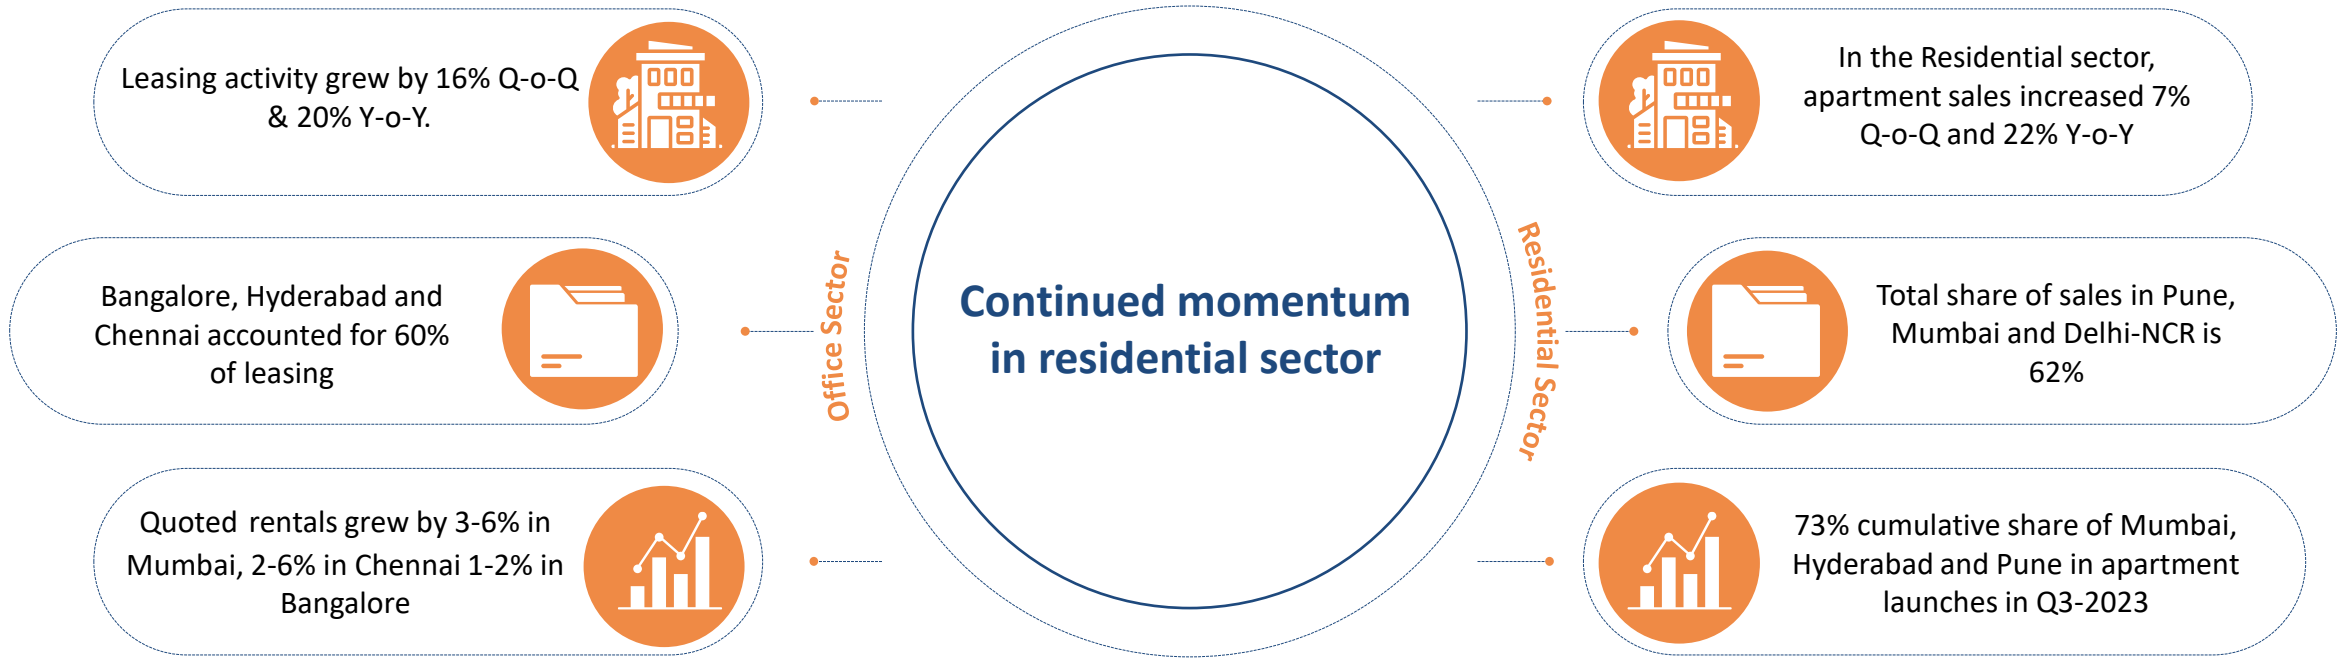 Leasing activity grew by 16% Q-o-Q
& 20% Y-o-Y.
Bangalore, Hyderabad and
Chennai accounted for 60%
of leasing
Quoted rentals grew by 3-6% in
Mumbai, 2-6% in Chennai 1-2% in
Bangalore
Office Sector
Continued momentum
in residential sector
Residential Sector
In the Residential sector,
apartment sales increased 7%
Q-o-Q and 22% Y-o-Y
Total share of sales in Pune,
Mumbai and Delhi-NCR is
62%
73% cumulative share of Mumbai,
Hyderabad and Pune in apartment
launches in Q3-2023